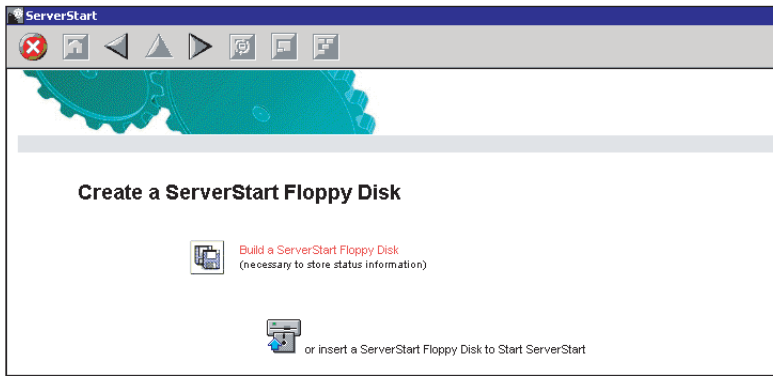 ServerStart
Create a ServerStart Floppy Disk
Build a ServerStart Floppy Disk
(necessary to store status information)
or insert a ServerStart Floppy Disk to Start ServerStart